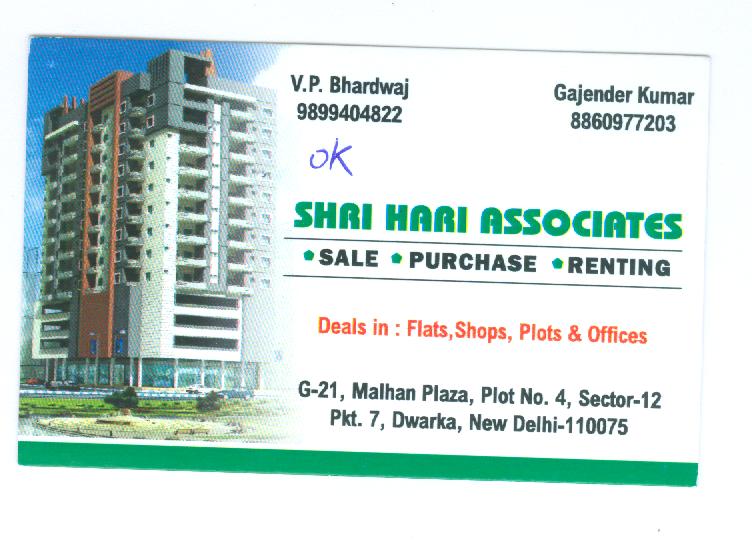 V.P. Bhardwaj
9899404822
Gajender Kumar
8860977203
OK
SHRI HARI ASSOCIATES
SALE PURCHASE RENTING
Deals in : Flats,Shops, Plots & Offices
G-21, Malhan Plaza, Plot No. 4, Sector-12
Pkt. 7, Dwarka, New Delhi-110075